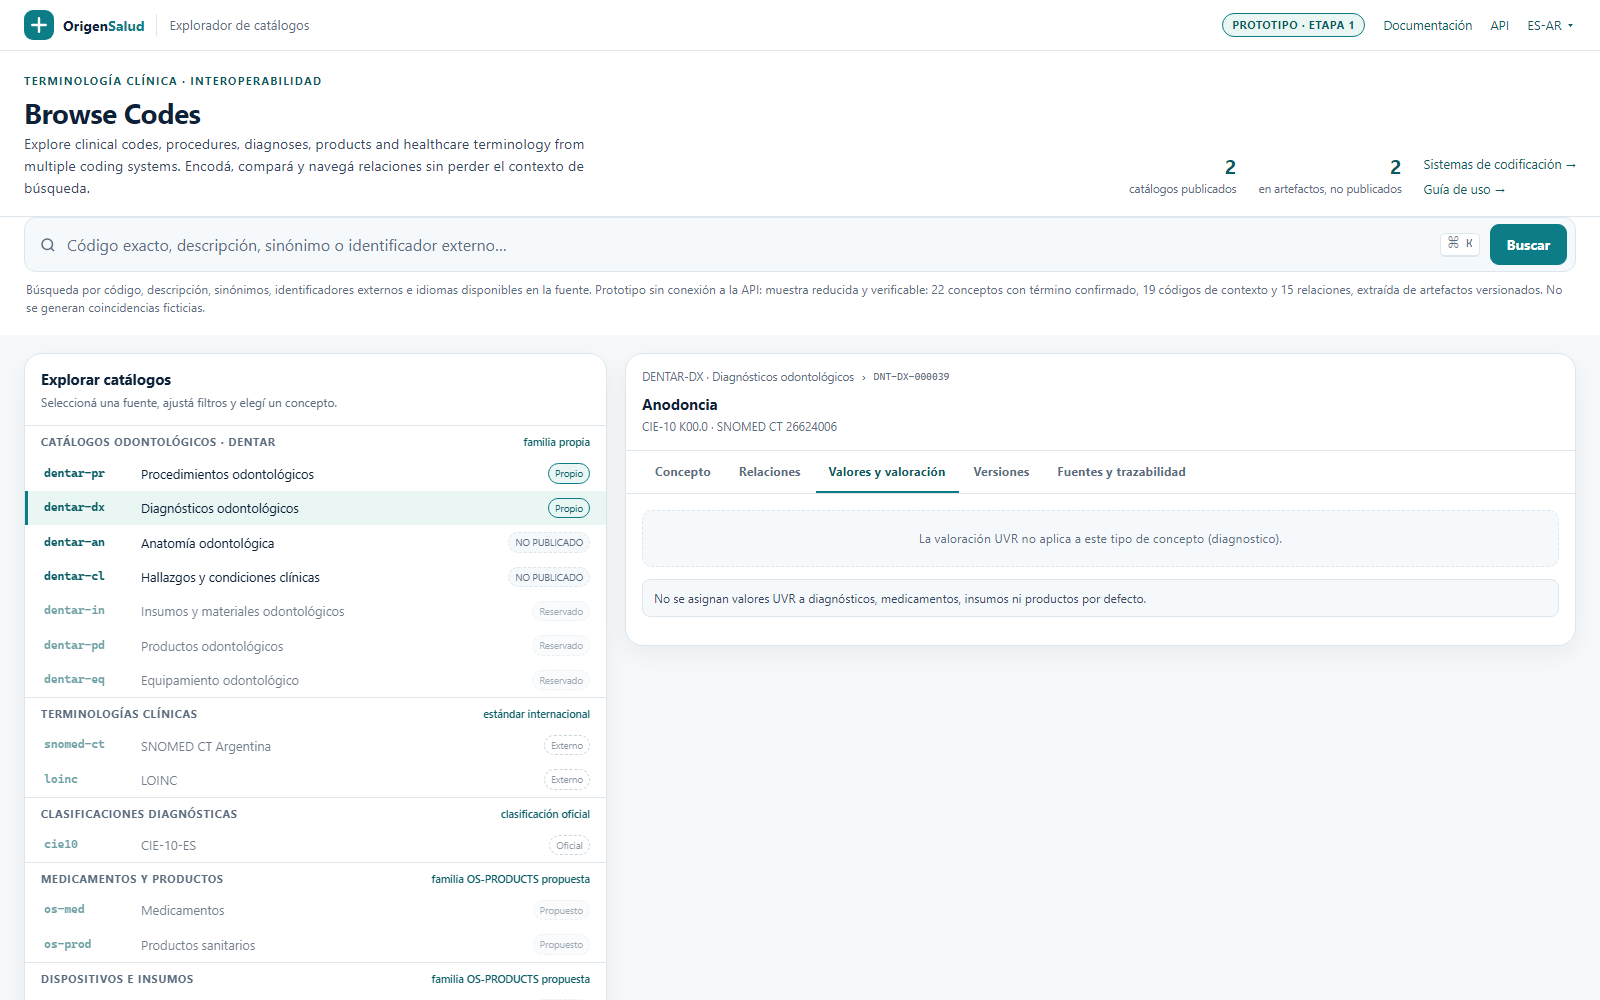 OrigenSalud
Explorador de catálogos
PROTOTIPO · ETAPA 1
Documentación
API
ES-AR
TERMINOLOGÍA CLÍNICA · INTEROPERABILIDAD
Browse Codes
Explore clinical codes, procedures, diagnoses, products and healthcare terminology from
multiple coding systems. Encodá, compará y navegá relaciones sin perder el contexto de
búsqueda.
2
catálogos publicados
2
en artefactos, no publicados
Sistemas de codificación →
Guía de uso →
Código exacto, descripción, sinónimo o identificador externo...
⌘ K
Buscar
Búsqueda por código, descripción, sinónimos, identificadores externos e idiomas disponibles en la fuente. Prototipo sin conexión a la API: muestra reducida y verificable: 22 conceptos con término confirmado, 19 códigos de contexto y 15 relaciones, extraída de artefactos versionados. No
se generan coincidencias ficticias.
Explorar catálogos
Seleccioná una fuente, ajustá filtros y elegí un concepto.
CATÁLOGOS ODONTOLÓGICOS · DENTAR
familia propia
dentar-pr
Procedimientos odontológicos
Propio
dentar-dx
Diagnósticos odontológicos
Propio
dentar-an
Anatomía odontológica
NO PUBLICADO
dentar-cl
Hallazgos y condiciones clínicas
NO PUBLICADO
dentar-in
Insumos y materiales odontológicos
Reservado
dentar-pd
Productos odontológicos
Reservado
dentar-eq
Equipamiento odontológico
Reservado
TERMINOLOGÍAS CLÍNICAS
estándar internacional
snomed-ct
SNOMED CT Argentina
Externo
loinc
LOINC
Externo
CLASIFICACIONES DIAGNÓSTICAS
clasificación oficial
cie10
CIE-10-ES
Oficial
MEDICAMENTOS Y PRODUCTOS
familia OS-PRODUCTS propuesta
os-med
Medicamentos
Propuesto
os-prod
Productos sanitarios
Propuesto
DISPOSITIVOS E INSUMOS
familia OS-PRODUCTS propuesta
DENTAR-DX · Diagnósticos odontológicos › DNT-DX-000039
Anodoncia
CIE-10 K00.0 · SNOMED CT 26624006
Concepto
Relaciones
Valores y valoración
Versiones
Fuentes y trazabilidad
La valoración UVR no aplica a este tipo de concepto (diagnostico).
No se asignan valores UVR a diagnósticos, medicamentos, insumos ni productos por defecto.